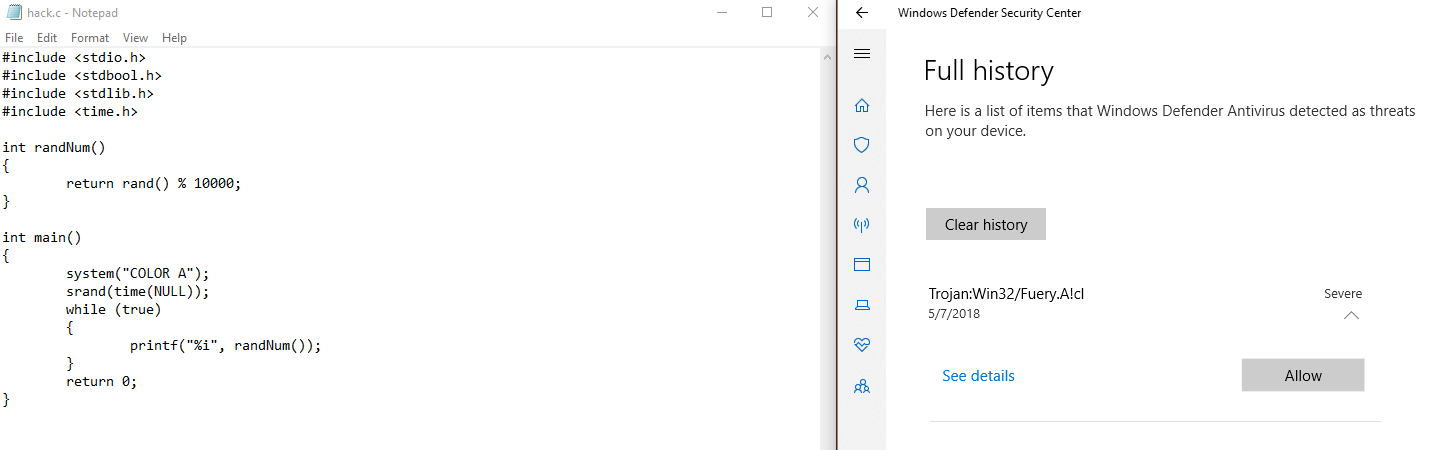 hack.c - Notepad
File Edit Format View Help
#include <stdio.h>
#include <stdbool.h>
#include <stdlib.h>
#include <time.h>
int randNum()
{
        return rand() % 10000;
}
int main()
{
        system("COLOR A");
        srand(time(NULL));
        while (true)
        {
                printf("%i", randNum());
        }
        return 0;
}
Windows Defender Security Center
Full history
Here is a list of items that Windows Defender Antivirus detected as threats
on your device.
Clear history
Trojan:Win32/Fuery.A!cl Severe
5/7/2018
See details Allow